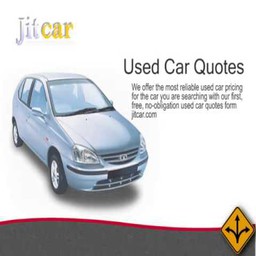 Jitcar
Used Car Quotes
We offer the most reliable used car pricing
for the car you are searching with our first,
free, no-obligation used car quotes form
jitcar.com